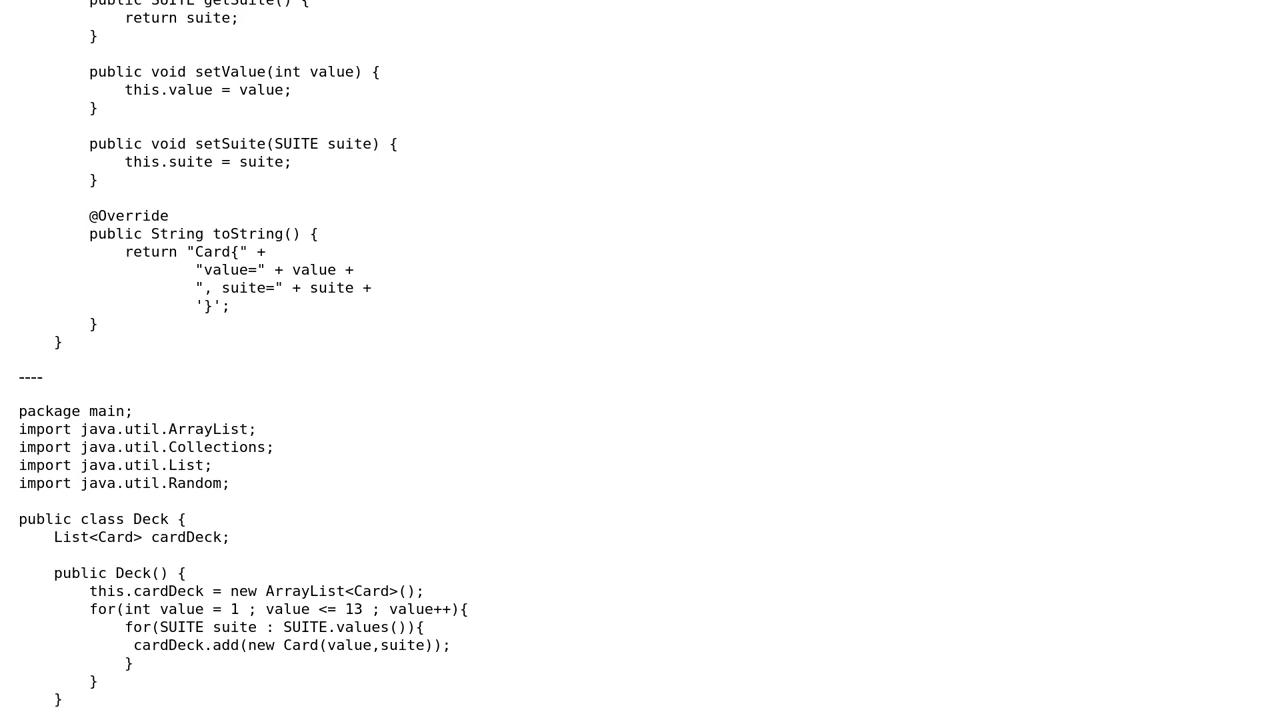 public SUITE getSuite() {
return suite;
}
public void setValue(int value) {
this.value = value;
}
public void setSuite(SUITE suite) {
this.suite = suite;
}
@Override
public String toString() {
return "Card{" +
"value=" + value +
", suite=" + suite +
'}';
}
}
----
package main;
import java.util.ArrayList;
import java.util.Collections;
import java.util.List;
import java.util.Random;
public class Deck {
List<Card> cardDeck;
public Deck() {
this.cardDeck = new ArrayList<Card>();
for(int value = 1 ; value <= 13 ; value++){
for(SUITE suite : SUITE.values()){
cardDeck.add(new Card(value,suite));
}
}
}